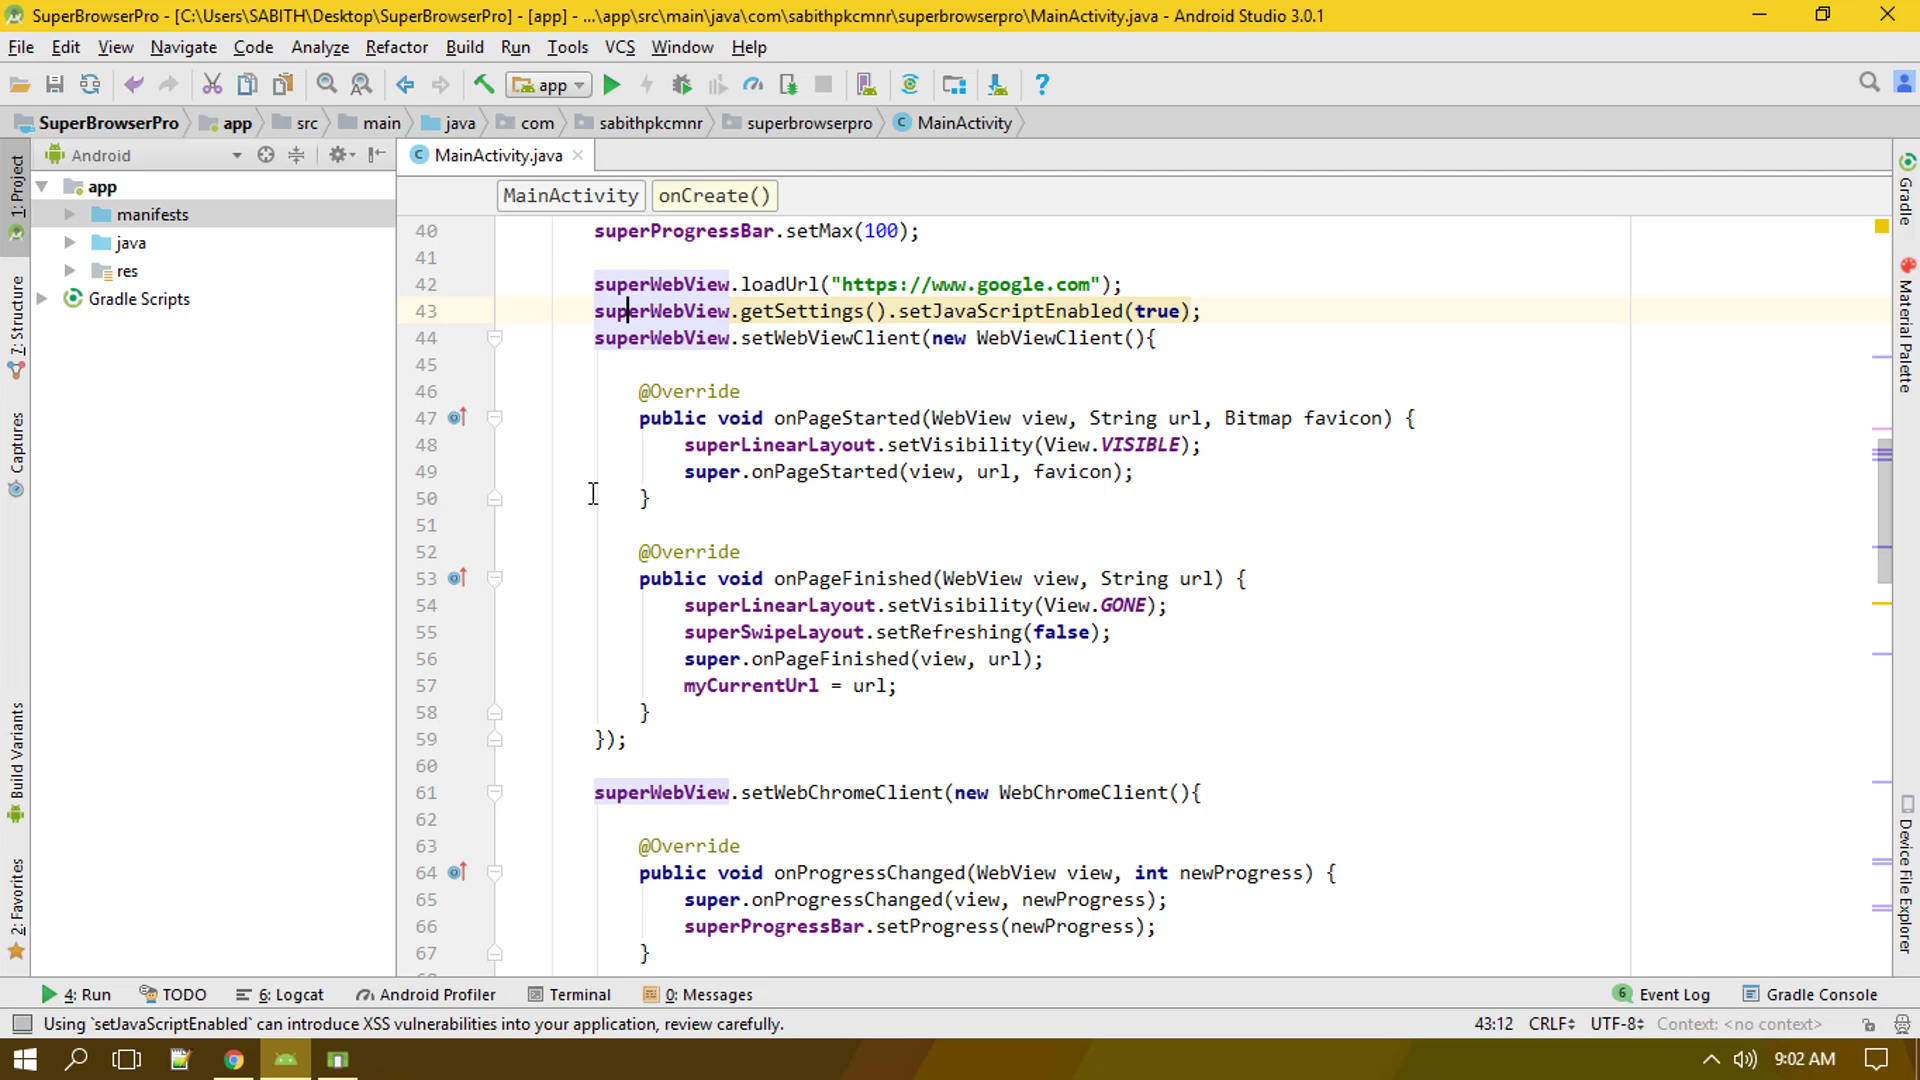 SuperBrowserPro - [C:\Users\SABITH\Desktop\SuperBrowserPro] - [app] - ...\app\src\main\java\com\sabithpkcmnr\superbrowserpro\MainActivity.java - Android Studio 3.0.1
File Edit View Navigate Code Analyze Refactor Build Run Tools VCS Window Help
app
SuperBrowserPro app src main java com sabithpkcmnr superbrowserpro MainActivity
Android
MainActivity.java
MainActivity onCreate()
app
manifests
java
res
Gradle Scripts
1: Project
7: Structure
Captures
Build Variants
2: Favorites
40 superProgressBar.setMax(100);
41
42 superWebView.loadUrl("https://www.google.com");
43 superWebView.getSettings().setJavaScriptEnabled(true);
44 superWebView.setWebViewClient(new WebViewClient(){
45
46 @Override
47 public void onPageStarted(WebView view, String url, Bitmap favicon) {
48 superLinearLayout.setVisibility(View.VISIBLE);
49 super.onPageStarted(view, url, favicon);
50 }
51
52 @Override
53 public void onPageFinished(WebView view, String url) {
54 superLinearLayout.setVisibility(View.GONE);
55 superSwipeLayout.setRefreshing(false);
56 super.onPageFinished(view, url);
57 myCurrentUrl = url;
58 }
59 });
60
61 superWebView.setWebChromeClient(new WebChromeClient(){
62
63 @Override
64 public void onProgressChanged(WebView view, int newProgress) {
65 super.onProgressChanged(view, newProgress);
66 superProgressBar.setProgress(newProgress);
67 }
Gradle
Material Palette
Device File Explorer
4: Run TODO 6: Logcat Android Profiler Terminal 0: Messages 6 Event Log Gradle Console
Using `setJavaScriptEnabled` can introduce XSS vulnerabilities into your application, review carefully. 43:12 CRLF UTF-8 Context: <no context>
9:02 AM